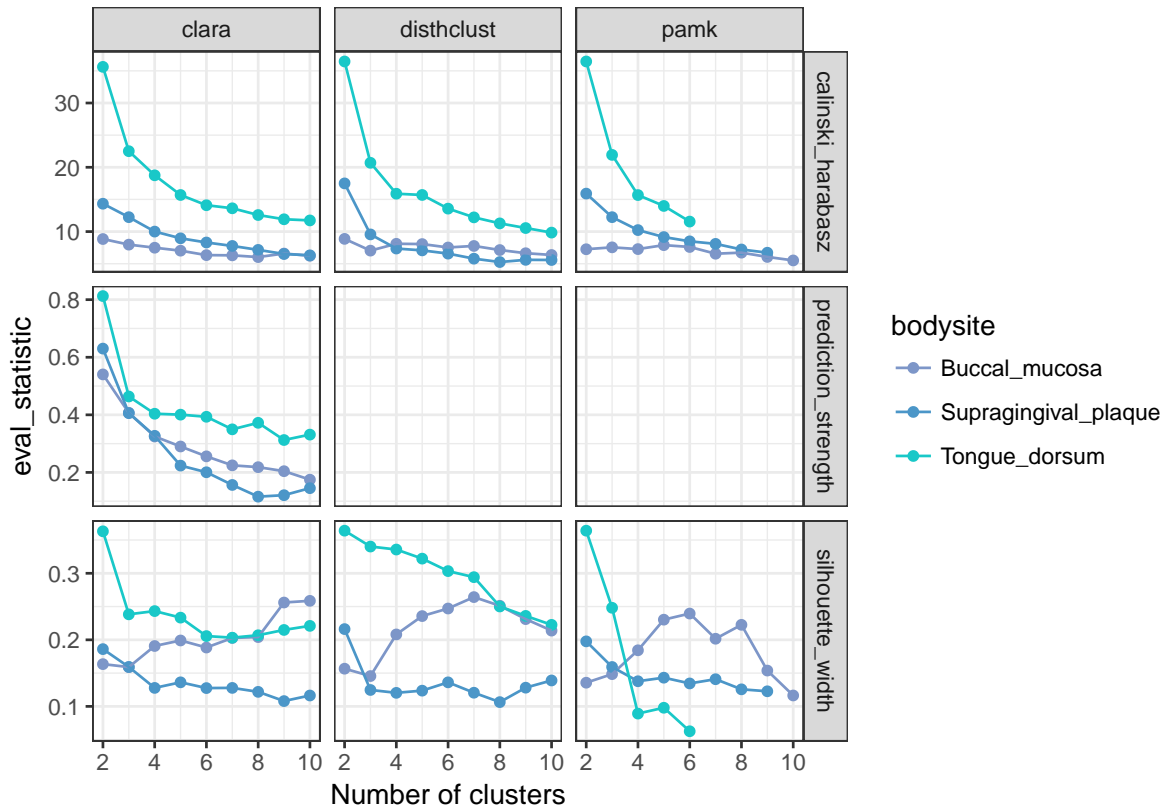 clara
disthclust
pamk
30
20
10
calinski_harabasz
0.8
0.6
0.4
0.2
prediction_strength
0.3
0.2
0.1
silhouette_width
2 4 6 8 10
2 4 6 8 10
2 4 6 8 10
Number of clusters
eval_statistic
bodysite
Buccal_mucosa
Supragingival_plaque
Tongue_dorsum